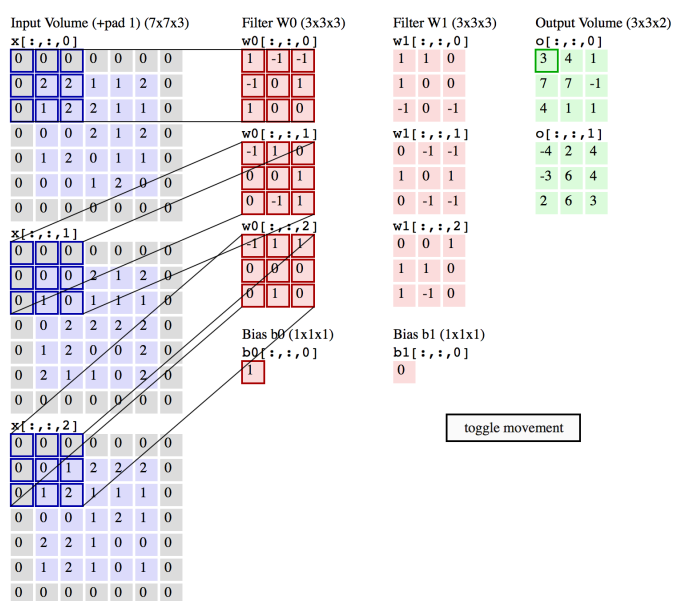 Input Volume (+pad 1) (7x7x3)
x[:,:,0]
0 0 0 0 0 0 0
0 2 2 1 1 2 0
0 1 2 2 1 1 0
0 0 0 2 1 2 0
0 1 2 0 1 1 0
0 0 0 1 2 0 0
0 0 0 0 0 0 0
x[:,:,1]
0 0 0 0 0 0 0
0 0 0 2 1 2 0
0 1 0 1 1 1 0
0 0 2 2 2 2 0
0 1 2 0 0 2 0
0 2 1 1 0 2 0
0 0 0 0 0 0 0
x[:,:,2]
0 0 0 0 0 0 0
0 0 1 2 2 2 0
0 1 2 1 1 1 0
0 0 0 1 2 1 0
0 2 2 1 0 0 0
0 1 2 1 0 1 0
0 0 0 0 0 0 0
Filter W0 (3x3x3)
w0[:,:,0]
1 -1 -1
-1 0 1
1 0 0
w0[:,:,1]
-1 1 0
0 0 1
0 -1 1
w0[:,:,2]
-1 1 1
0 0 0
0 1 0
Bias b0 (1x1x1)
b0[:,:,0]
1
Filter W1 (3x3x3)
w1[:,:,0]
1 1 0
1 0 0
-1 0 -1
w1[:,:,1]
0 -1 -1
1 0 1
0 -1 -1
w1[:,:,2]
0 0 1
1 1 0
1 -1 0
Bias b1 (1x1x1)
b1[:,:,0]
0
Output Volume (3x3x2)
o[:,:,0]
3 4 1
7 7 -1
4 1 1
o[:,:,1]
-4 2 4
-3 6 4
2 6 3
toggle movement